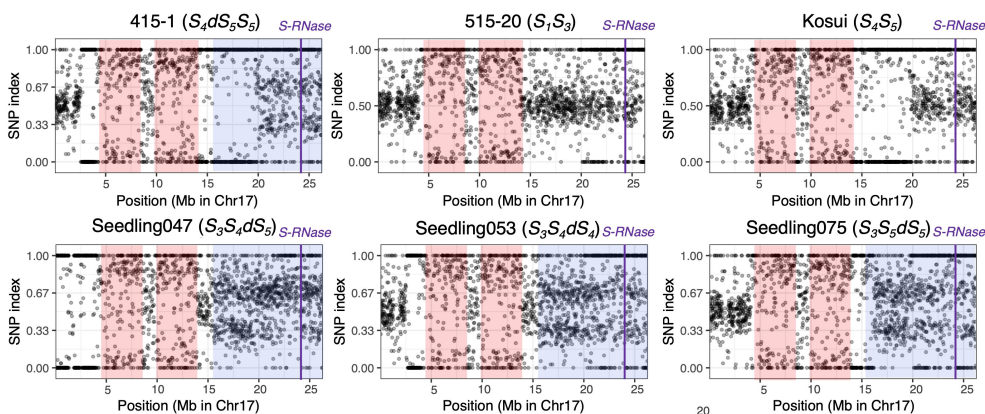 415-1 (S₄dS₅S₅) S-RNase
515-20 (S₁S₃) S-RNase
Kosui (S₄S₅) S-RNase
SNP index
1.00
0.67
0.33
0.00
5 10 15 20 25
Position (Mb in Chr17)
SNP index
1.00
0.50
0.00
5 10 15 20 25
Position (Mb in Chr17)
SNP index
1.00
0.50
0.00
5 10 15 20 25
Position (Mb in Chr17)
Seedling047 (S₃S₄dS₅) S-RNase
Seedling053 (S₃S₄dS₄) S-RNase
Seedling075 (S₃S₅dS₅) S-RNase
SNP index
1.00
0.67
0.33
0.00
5 10 15 20 25
Position (Mb in Chr17)
SNP index
1.00
0.67
0.33
0.00
5 10 15 20 25
Position (Mb in Chr17)
SNP index
1.00
0.67
0.33
0.00
5 10 15 20 25
Position (Mb in Chr17)
20